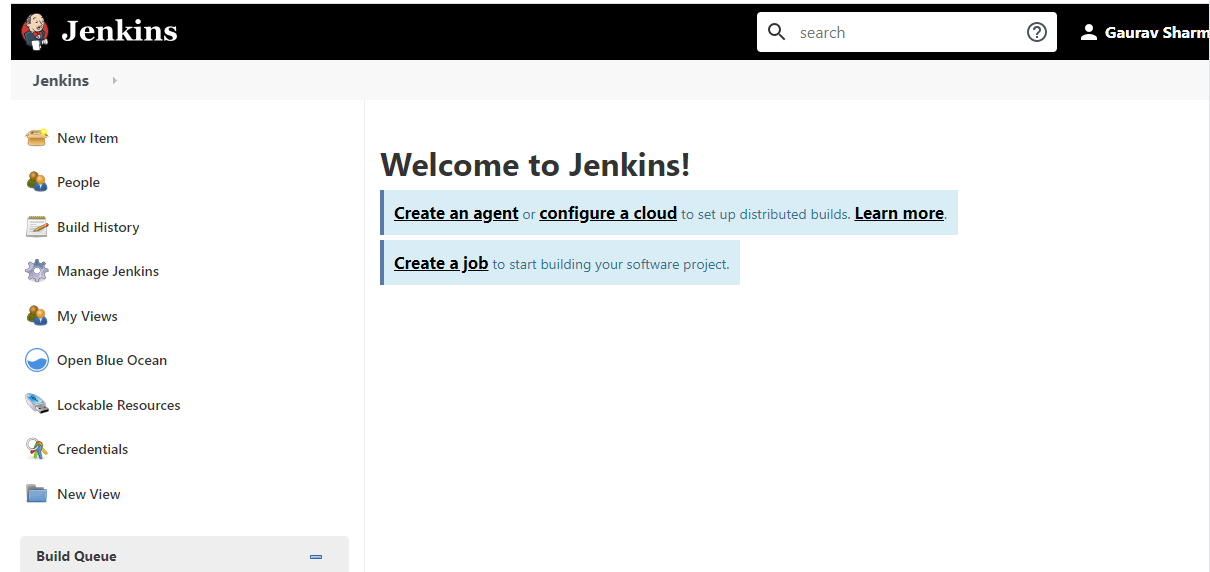 Jenkins
search
Gaurav Sharm
Jenkins
New Item
People
Build History
Manage Jenkins
My Views
Open Blue Ocean
Lockable Resources
Credentials
New View
Build Queue
Welcome to Jenkins!
Create an agent or configure a cloud to set up distributed builds. Learn more.
Create a job to start building your software project.